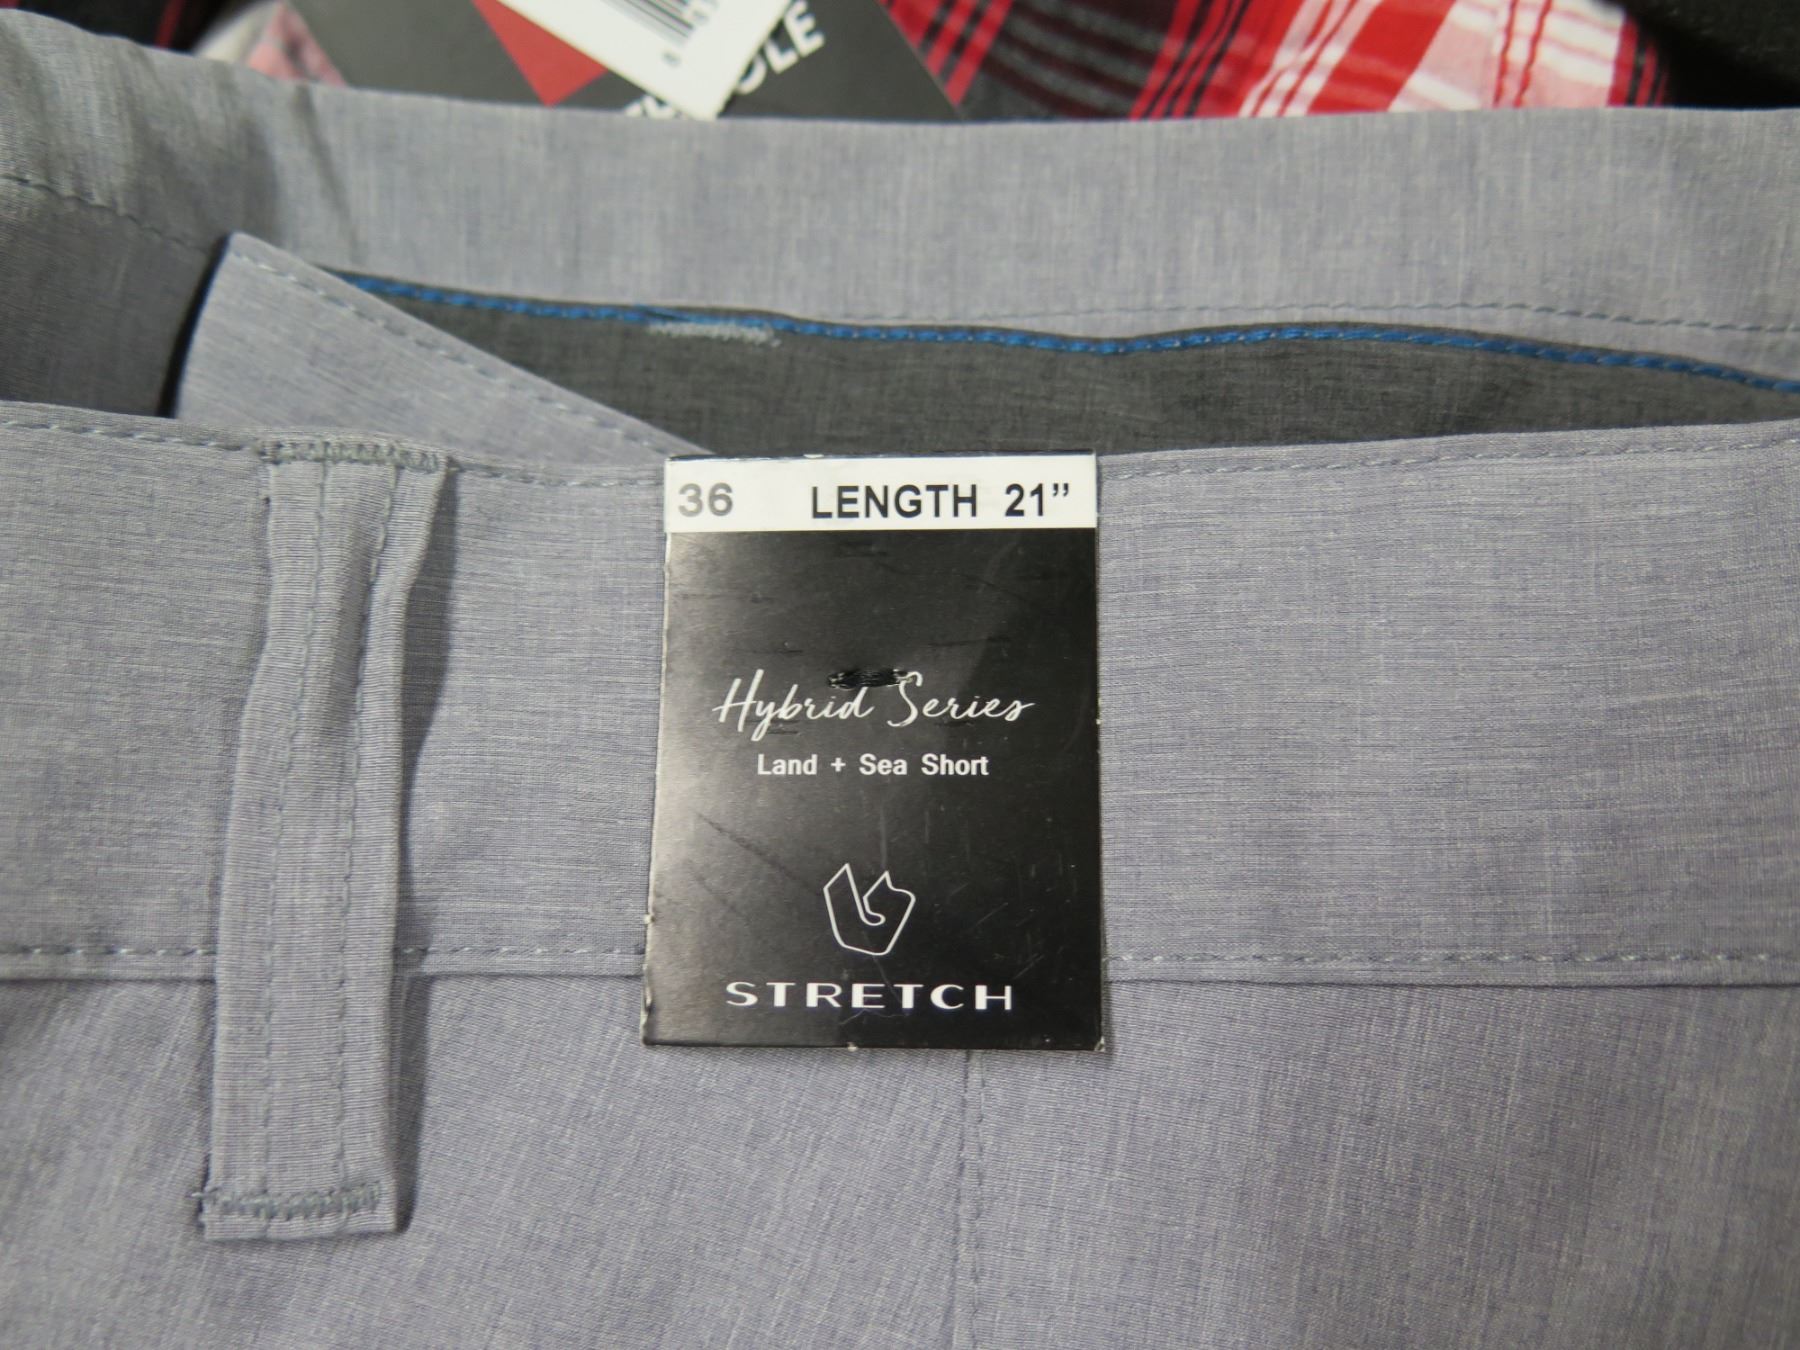 36 LENGTH 21”
Hybrid Series
Land + Sea Short
STRETCH